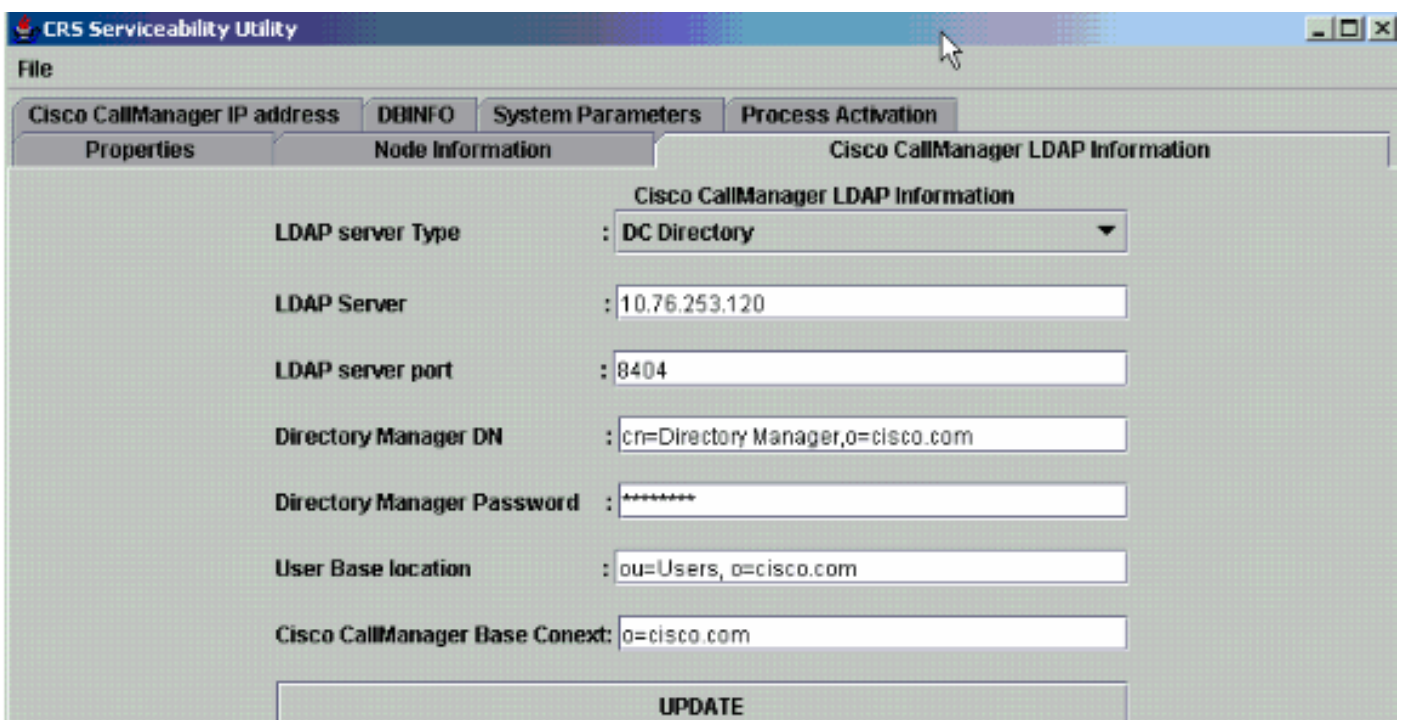 CRS Serviceability Utility
File
Cisco CallManager IP address DBINFO System Parameters Process Activation
Properties Node Information Cisco CallManager LDAP Information
Cisco CallManager LDAP Information
LDAP server Type : DC Directory
LDAP Server : 10.76.253.120
LDAP server port : 8404
Directory Manager DN : cn=Directory Manager,o=cisco.com
Directory Manager Password : ********
User Base location : ou=Users, o=cisco.com
Cisco CallManager Base Conext: o=cisco.com
UPDATE